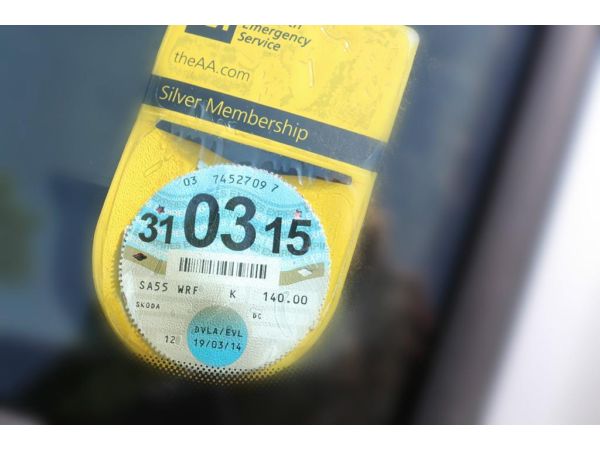 Emergency
Service
theAA.com
Silver Membership
03 7452709 7
31 03 15
SA55 WRF K 140.00
SKODA DC
12
DVLA/EVL
19/03/14